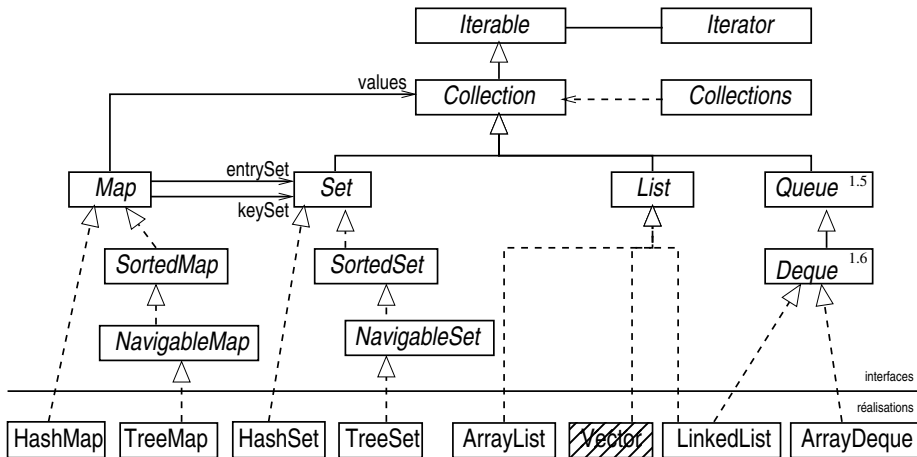 Iterable
Iterator
values
Collection
Collections
entrySet
Map
Set
List
Queue 1.5
keySet
SortedMap
SortedSet
Deque 1.6
NavigableMap
NavigableSet
interfaces
réalisations
HashMap
TreeMap
HashSet
TreeSet
ArrayList
Vector
LinkedList
ArrayDeque